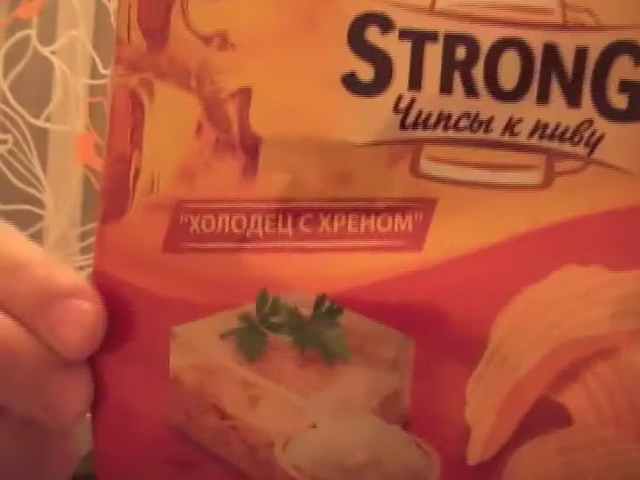 STRONG
Чипсы к пиву
"ХОЛОДЕЦ С ХРЕНОМ"